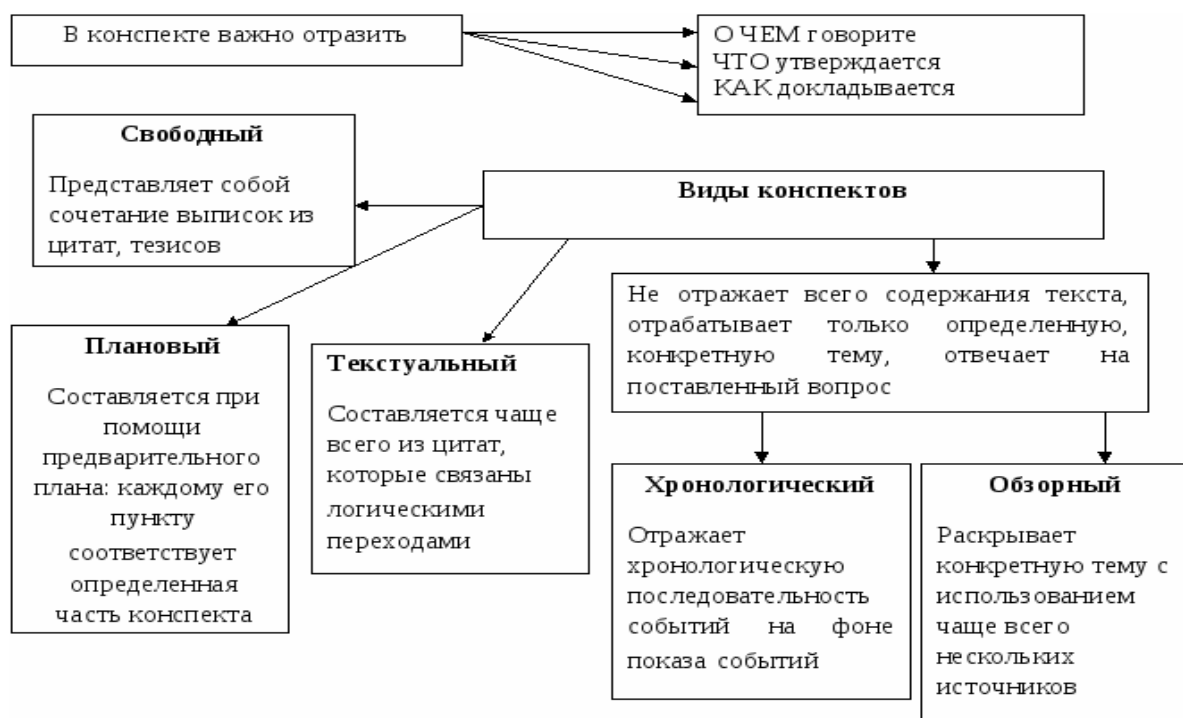 В конспекте важно отразить
О ЧЕМ говорите
ЧТО утверждается
КАК докладывается
Свободный
Представляет собой
сочетание выписок из
цитат, тезисов
Виды конспектов
Не отражает всего содержания текста,
отрабатывает только определенную,
конкретную тему, отвечает на
поставленный вопрос
Плановый
Составляется при
помощи
предварительного
плана: каждому его
пункту
соответствует
определенная
часть конспекта
Текстуальный
Составляется чаще
всего из цитат,
которые связаны
логическими
переходами
Хронологический
Отражает
хронологическую
последовательность
событий на фоне
показа событий
Обзорный
Раскрывает
конкретную тему с
использованием
чаще всего
нескольких
источников